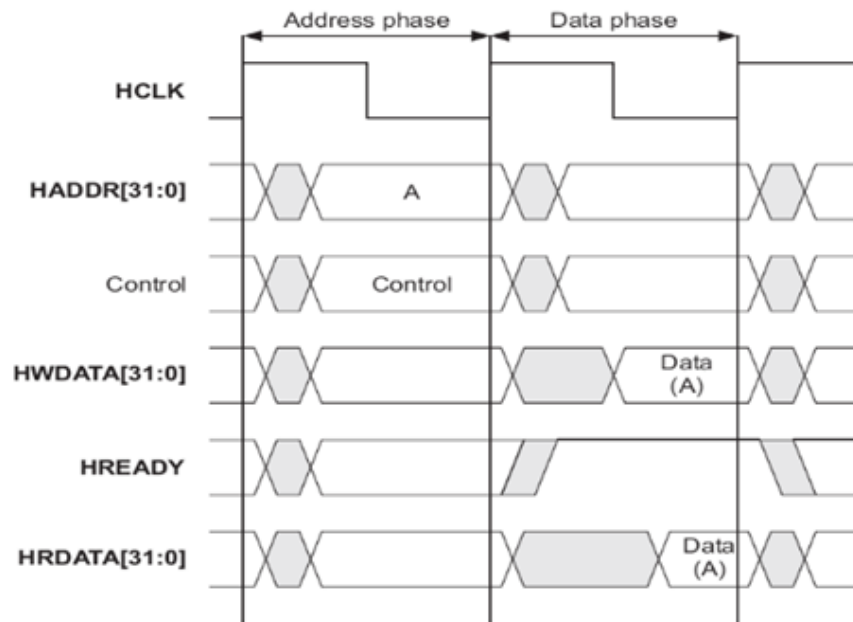 Address phase Data phase
HCLK
HADDR[31:0] A
Control Control
HWDATA[31:0] Data
(A)
HREADY
HRDATA[31:0] Data
(A)